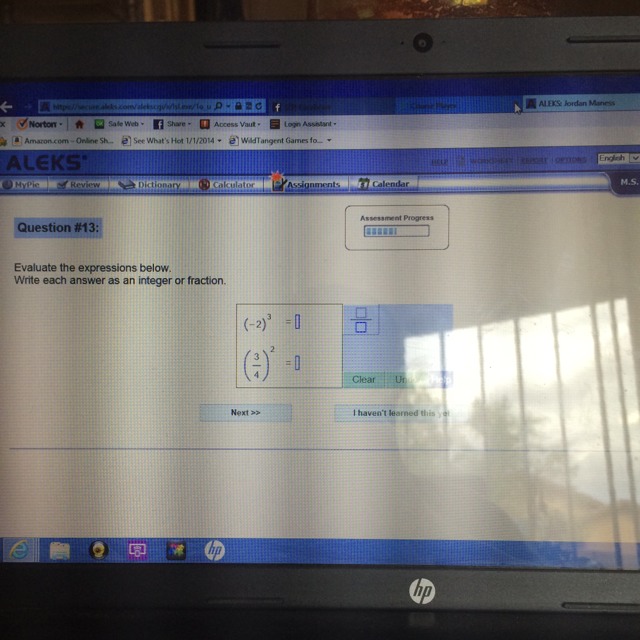 ALEKS: Jordan Maness
Norton Safe Web Share Access Vault Login Assistant
Amazon.com – Online Sh... See What's Hot 1/1/2014 WildTangent Games fo...
ALEKS HELP English
MyPie Review Dictionary Calculator Assignments Calendar M.S.
Assessment Progress
Question #13:
Evaluate the expressions below.
Write each answer as an integer or fraction.
(-2)³ =
(3/4)² =
Clear
Next >> I haven't learned this yet
hp
hp